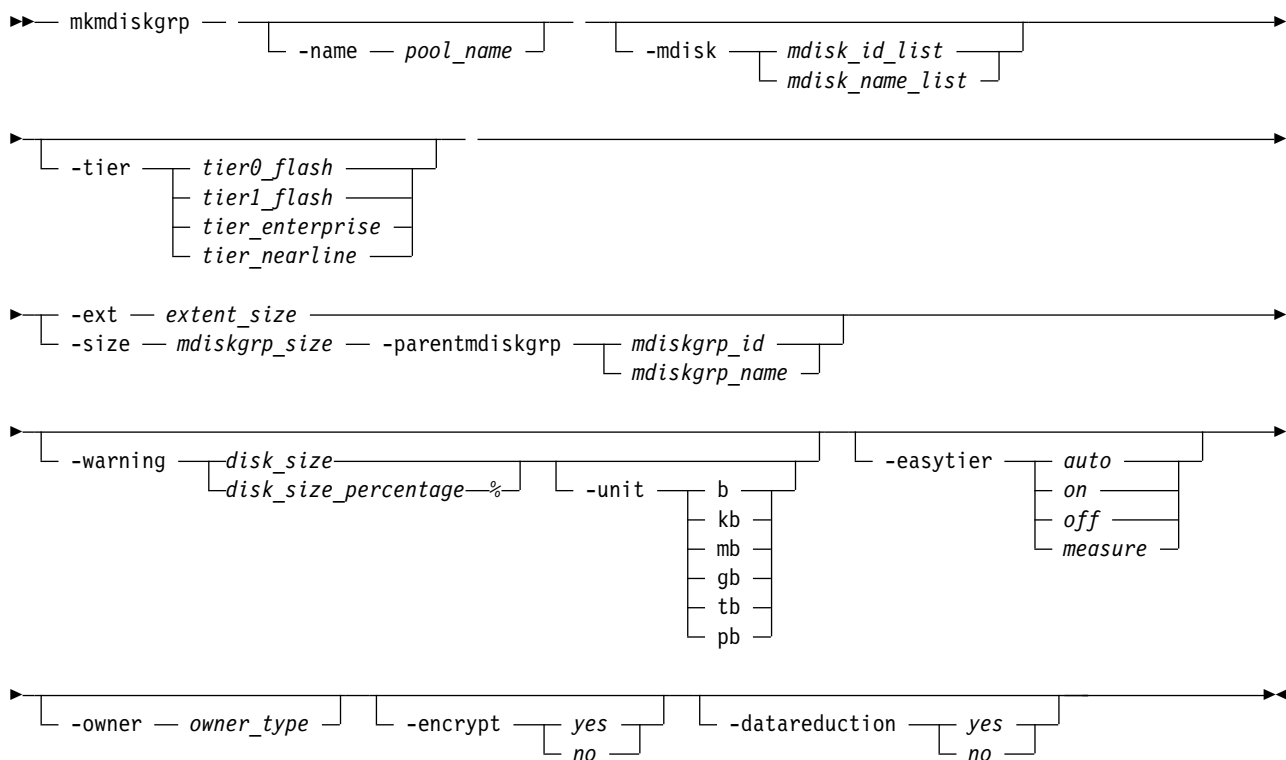 mkmdiskgrp
-name pool_name -mdisk mdisk_id_list
mdisk_name_list
-tier tier0_flash
tier1_flash
tier_enterprise
tier_nearline
-ext extent_size
-size mdiskgrp_size -parentmdiskgrp mdiskgrp_id
mdiskgrp_name
-warning disk_size -easytier auto
disk_size_percentage % -unit b on
kb off
mb measure
gb
tb
pb
-owner owner_type -encrypt yes -datareduction yes
no no